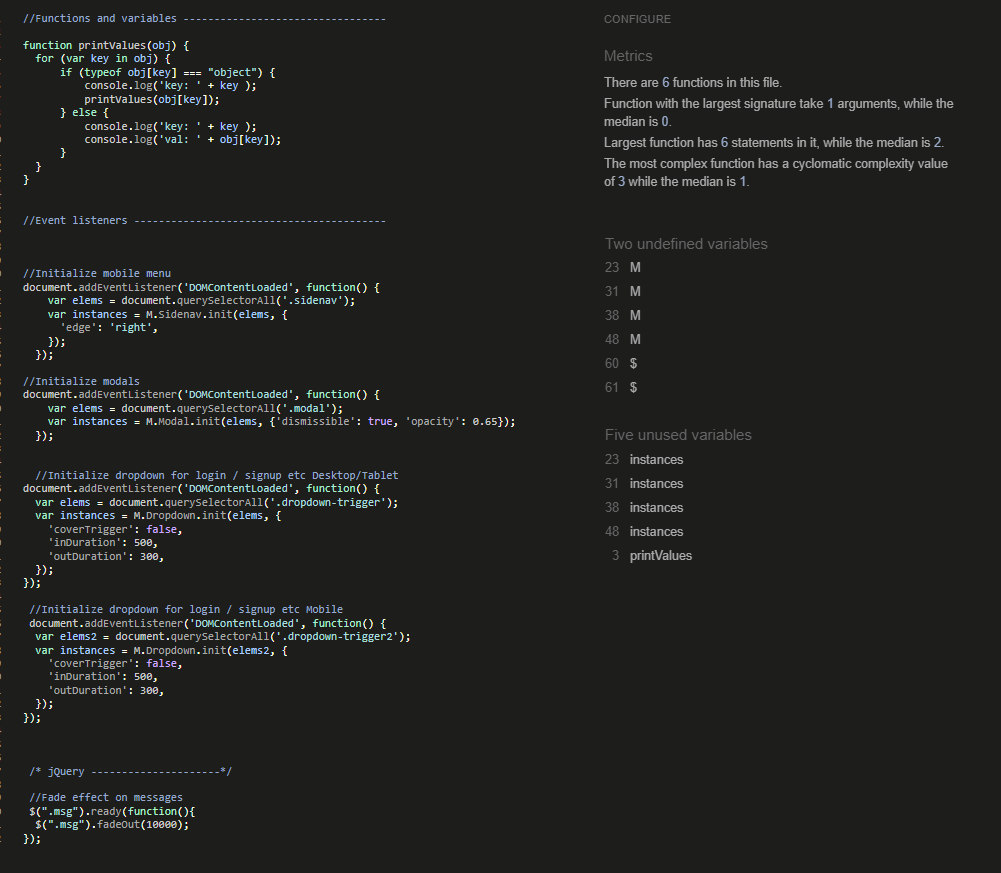 //Functions and variables --------------------------------
function printValues(obj) {
for (var key in obj) {
if (typeof obj[key] === "object") {
console.log('key: ' + key );
printValues(obj[key]);
} else {
console.log('key: ' + key );
console.log('val: ' + obj[key]);
}
}
}
//Event listeners ----------------------------------------
//Initialize mobile menu
document.addEventListener('DOMContentLoaded', function() {
var elems = document.querySelectorAll('.sidenav');
var instances = M.Sidenav.init(elems, {
'edge': 'right',
});
});
//Initialize modals
document.addEventListener('DOMContentLoaded', function() {
var elems = document.querySelectorAll('.modal');
var instances = M.Modal.init(elems, {'dismissible': true, 'opacity': 0.65});
});
//Initialize dropdown for login / signup etc Desktop/Tablet
document.addEventListener('DOMContentLoaded', function() {
var elems = document.querySelectorAll('.dropdown-trigger');
var instances = M.Dropdown.init(elems, {
'coverTrigger': false,
'inDuration': 500,
'outDuration': 300,
});
});
//Initialize dropdown for login / signup etc Mobile
document.addEventListener('DOMContentLoaded', function() {
var elems2 = document.querySelectorAll('.dropdown-trigger2');
var instances = M.Dropdown.init(elems2, {
'coverTrigger': false,
'inDuration': 500,
'outDuration': 300,
});
});
/* jQuery ---------------------*/
//Fade effect on messages
$(".msg").ready(function(){
$(".msg").fadeOut(10000);
});
CONFIGURE
Metrics
There are 6 functions in this file.
Function with the largest signature take 1 arguments, while the
median is 0.
Largest function has 6 statements in it, while the median is 2.
The most complex function has a cyclomatic complexity value
of 3 while the median is 1.
Two undefined variables
23 M
31 M
38 M
48 M
60 $
61 $
Five unused variables
23 instances
31 instances
38 instances
48 instances
3 printValues